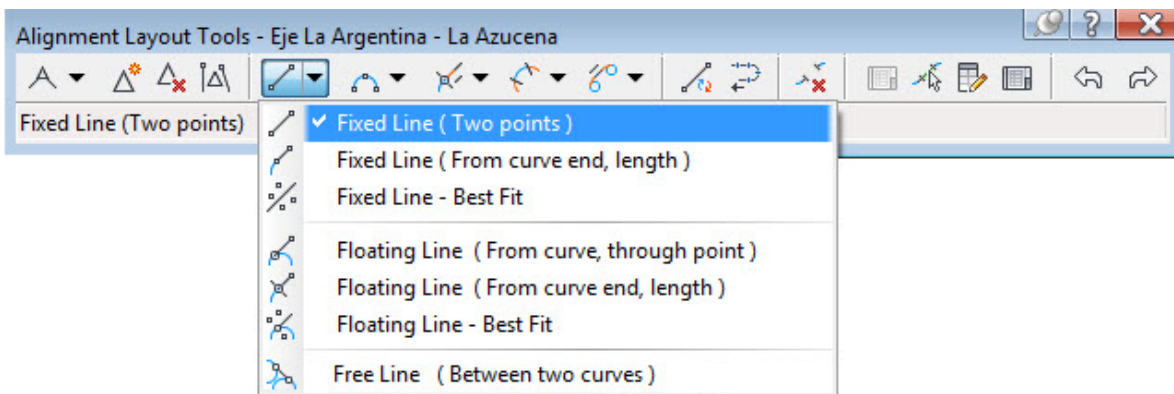 Alignment Layout Tools - Eje La Argentina - La Azucena
Fixed Line (Two points)
Fixed Line ( Two points )
Fixed Line ( From curve end, length )
Fixed Line - Best Fit
Floating Line ( From curve, through point )
Floating Line ( From curve end, length )
Floating Line - Best Fit
Free Line ( Between two curves )